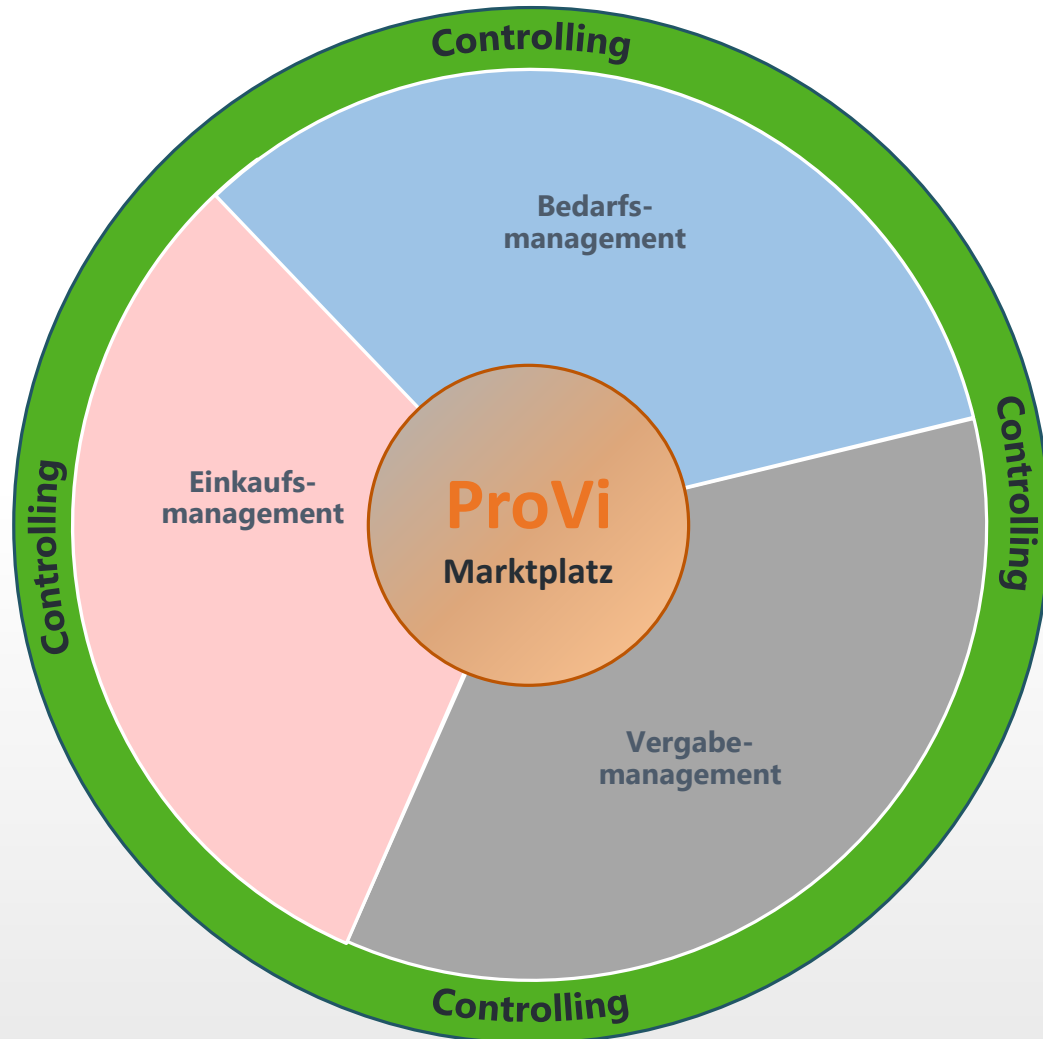 Controlling
Bedarfs-
management
Controlling
Einkaufs-
management
ProVi
Marktplatz
Controlling
Vergabe-
management
Controlling